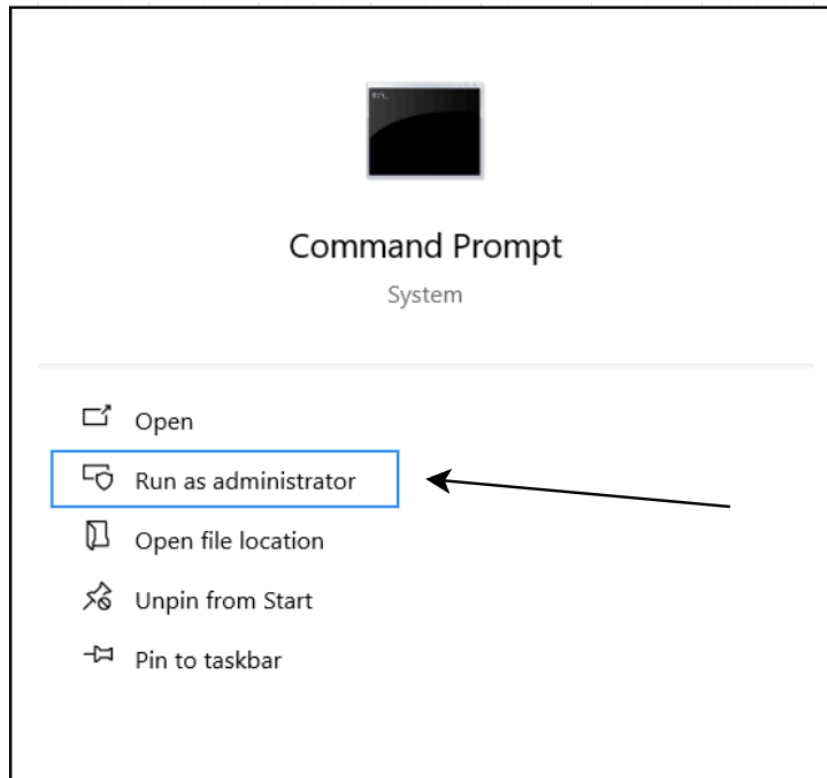 C:\_
Command Prompt
System
Open
Run as administrator
Open file location
Unpin from Start
Pin to taskbar